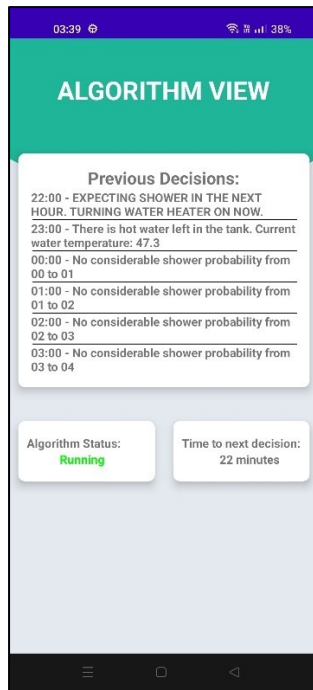 03:39 38%
ALGORITHM VIEW
Previous Decisions:
22:00 - EXPECTING SHOWER IN THE NEXT
HOUR. TURNING WATER HEATER ON NOW.
23:00 - There is hot water left in the tank. Current
water temperature: 47.3
00:00 - No considerable shower probability from
00 to 01
01:00 - No considerable shower probability from
01 to 02
02:00 - No considerable shower probability from
02 to 03
03:00 - No considerable shower probability from
03 to 04
Algorithm Status:
Running
Time to next decision:
22 minutes